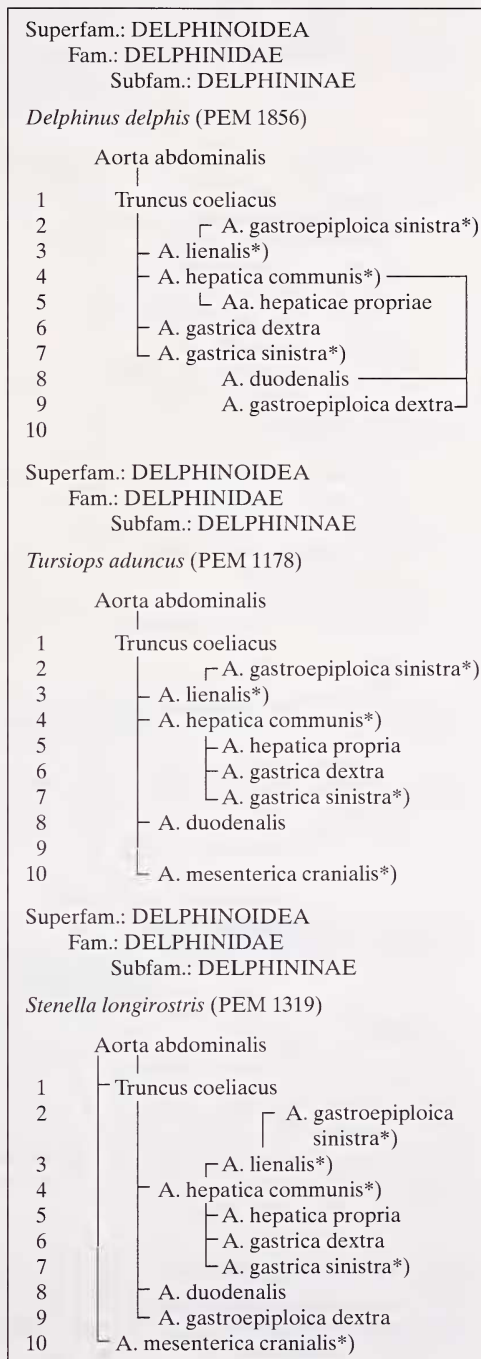 Superfam.: DELPHINOIDEA
Fam.: DELPHINIDAE
Subfam.: DELPHININAE
Delphinus delphis (PEM 1856)
Aorta abdominalis
1 Truncus coeliacus
2 A. gastroepiploica sinistra*)
3 A. lienalis*)
4 A. hepatica communis*)
5 Aa. hepaticae propriae
6 A. gastrica dextra
7 A. gastrica sinistra*)
8 A. duodenalis
9 A. gastroepiploica dextra
10
Superfam.: DELPHINOIDEA
Fam.: DELPHINIDAE
Subfam.: DELPHININAE
Tursiops aduncus (PEM 1178)
Aorta abdominalis
1 Truncus coeliacus
2 A. gastroepiploica sinistra*)
3 A. lienalis*)
4 A. hepatica communis*)
5 A. hepatica propria
6 A. gastrica dextra
7 A. gastrica sinistra*)
8 A. duodenalis
9
10 A. mesenterica cranialis*)
Superfam.: DELPHINOIDEA
Fam.: DELPHINIDAE
Subfam.: DELPHININAE
Stenella longirostris (PEM 1319)
Aorta abdominalis
1 Truncus coeliacus
2 A. gastroepiploica
sinistra*)
3 A. lienalis*)
4 A. hepatica communis*)
5 A. hepatica propria
6 A. gastrica dextra
7 A. gastrica sinistra*)
8 A. duodenalis
9 A. gastroepiploica dextra
10 A. mesenterica cranialis*)